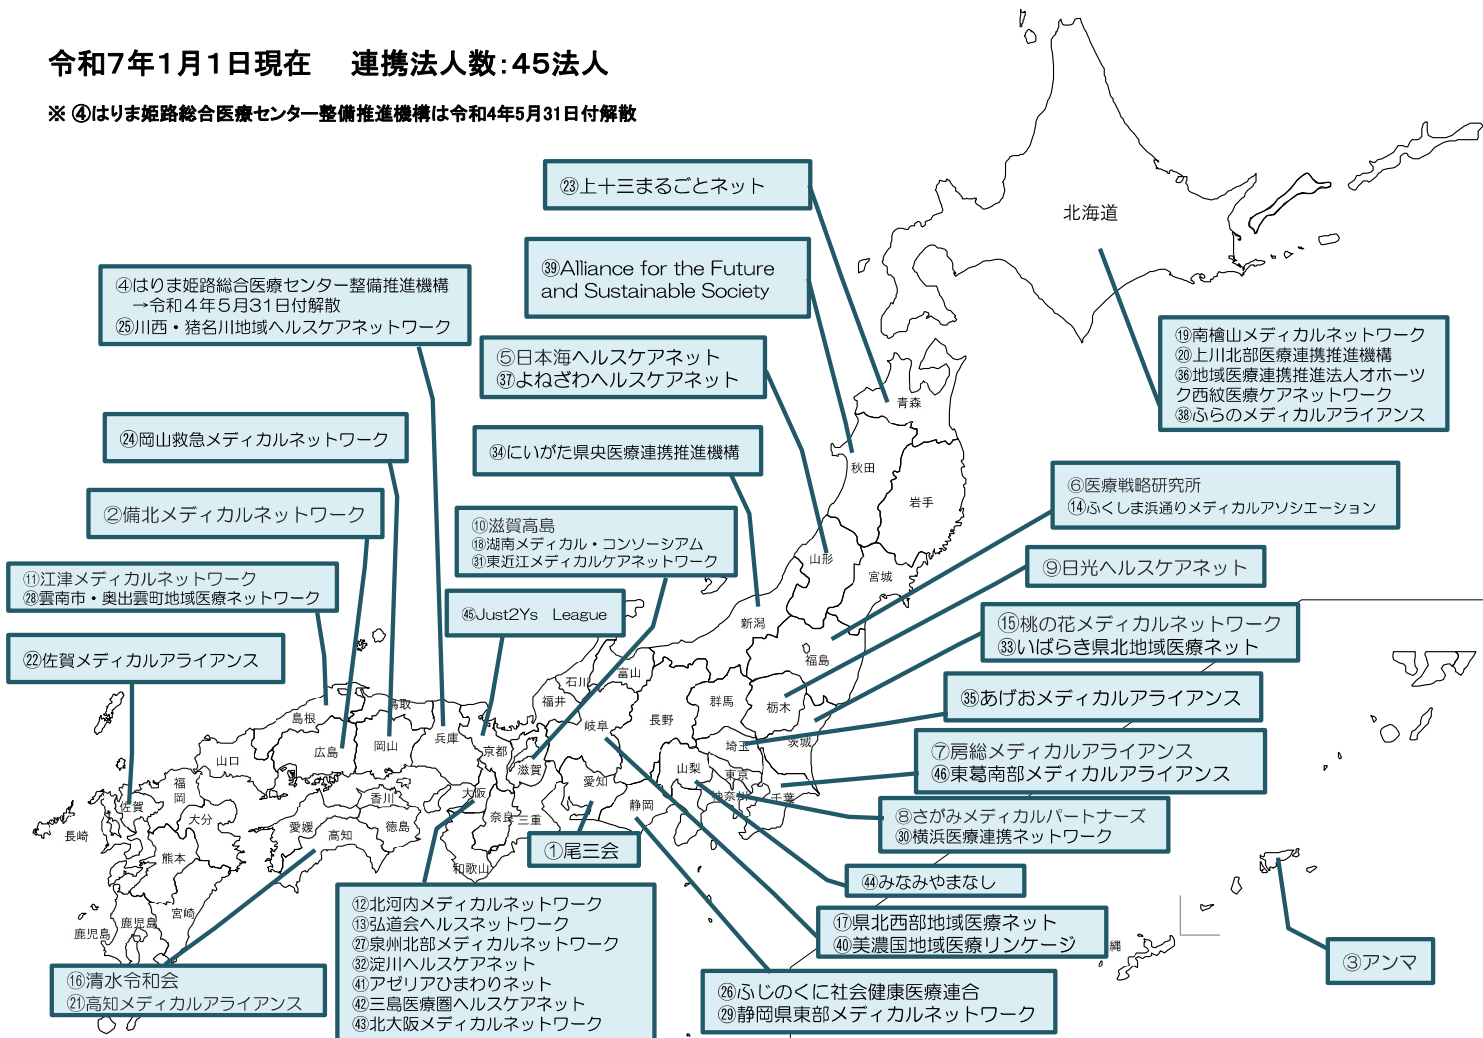 令和7年1月1日現在　連携法人数：45法人
※ ④はりま姫路総合医療センター整備推進機構は令和4年5月31日付解散
㉓上十三まるごとネット
北海道
㊴Alliance for the Future
and Sustainable Society
④はりま姫路総合医療センター整備推進機構
→令和４年５月31日付解散
㉕川西・猪名川地域ヘルスケアネットワーク
⑤日本海ヘルスケアネット
㊲よねざわヘルスケアネット
⑲南檜山メディカルネットワーク
⑳上川北部医療連携推進機構
㊱地域医療連携推進法人オホーツ
ク西紋医療ケアネットワーク
㊳ふらのメディカルアライアンス
青森
㉔岡山救急メディカルネットワーク
㉞にいがた県央医療連携推進機構
秋田
岩手
⑥医療戦略研究所
⑭ふくしま浜通りメディカルアソシエーション
②備北メディカルネットワーク
⑩滋賀高島
⑱湖南メディカル・コンソーシアム
㉛東近江メディカルケアネットワーク
山形
宮城
⑨日光ヘルスケアネット
⑪江津メディカルネットワーク
㉘雲南市・奥出雲町地域医療ネットワーク
㊺Just2Ys　League
新潟
⑮桃の花メディカルネットワーク
㉝いばらき県北地域医療ネット
㉒佐賀メディカルアライアンス
福島
富山
石川
福井
群馬
栃木
㉟あげおメディカルアライアンス
鳥取
島根
岐阜
長野
兵庫
岡山
広島
京都
埼玉
茨城
⑦房総メディカルアライアンス
㊻東葛南部メディカルアライアンス
山口
滋賀
山梨
東京
福
岡
愛知
大阪
香川
神奈川
千葉
佐賀
静岡
⑧さがみメディカルパートナーズ
㉚横浜医療連携ネットワーク
大分
奈良
三重
愛媛
高知
徳島
長崎
①尾三会
熊本
和歌山
㊹みなみやまなし
⑫北河内メディカルネットワーク
⑬弘道会ヘルスネットワーク
㉗泉州北部メディカルネットワーク
㉜淀川ヘルスケアネット
㊶アゼリアひまわりネット
㊷三島医療圏ヘルスケアネット
㊸北大阪メディカルネットワーク
宮崎
鹿児島
鹿児島
⑰県北西部地域医療ネット
㊵美濃国地域医療リンケージ
縄
③アンマ
⑯清水令和会
㉑高知メディカルアライアンス
㉖ふじのくに社会健康医療連合
㉙静岡県東部メディカルネットワーク